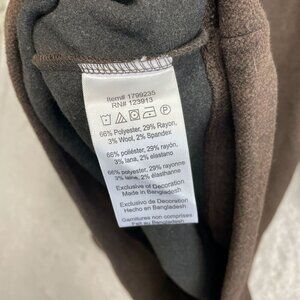 Item# 1799235
RN# 123913
66% Polyester, 29% Rayon,
3% Wool, 2% Spandex
66% poliéster, 29% rayón,
3% lana, 2% elastano
66% polyester, 29% rayonne
3% laine, 2% élasthanne
Exclusive of Decoration
Made in Bangladesh
Exclusivo de Decoración
Hecho en Bangladesh
Garnitures non comprises
Fait au Bangladesh